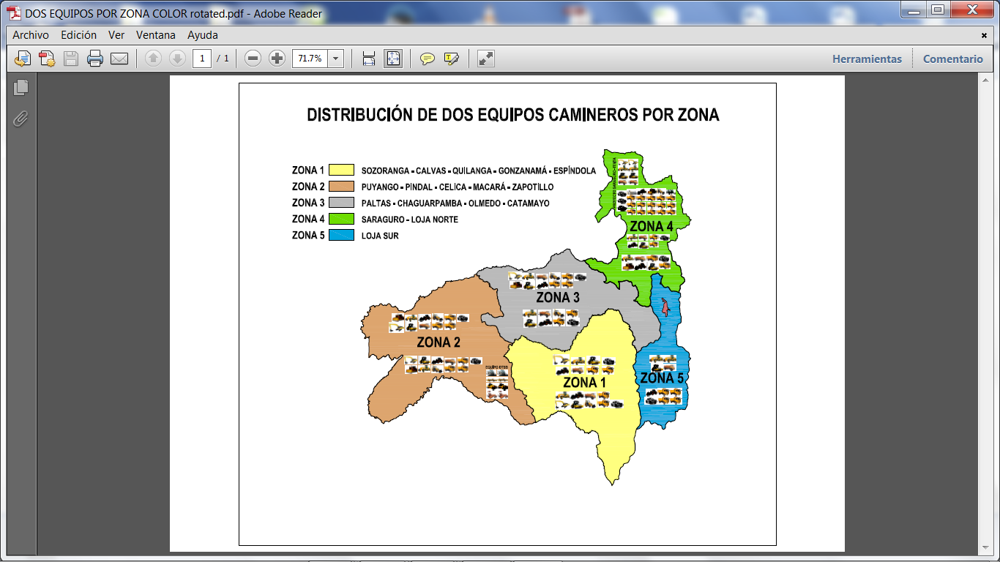 DOS EQUIPOS POR ZONA COLOR rotated.pdf - Adobe Reader
Archivo Edición Ver Ventana Ayuda
1 / 1 71.7% Herramientas Comentario
DISTRIBUCIÓN DE DOS EQUIPOS CAMINEROS POR ZONA
ZONA 1 SOZORANGA - CALVAS - QUILANGA - GONZANAMÁ - ESPÍNDOLA
ZONA 2 PUYANGO - PINDAL - CELICA - MACARÁ - ZAPOTILLO
ZONA 3 PALTAS - CHAGUARPAMBA - OLMEDO - CATAMAYO
ZONA 4 SARAGURO - LOJA NORTE
ZONA 5 LOJA SUR
ZONA 4
ZONA 3
ZONA 2
EQUIPO DTSB
ZONA 1
ZONA 5